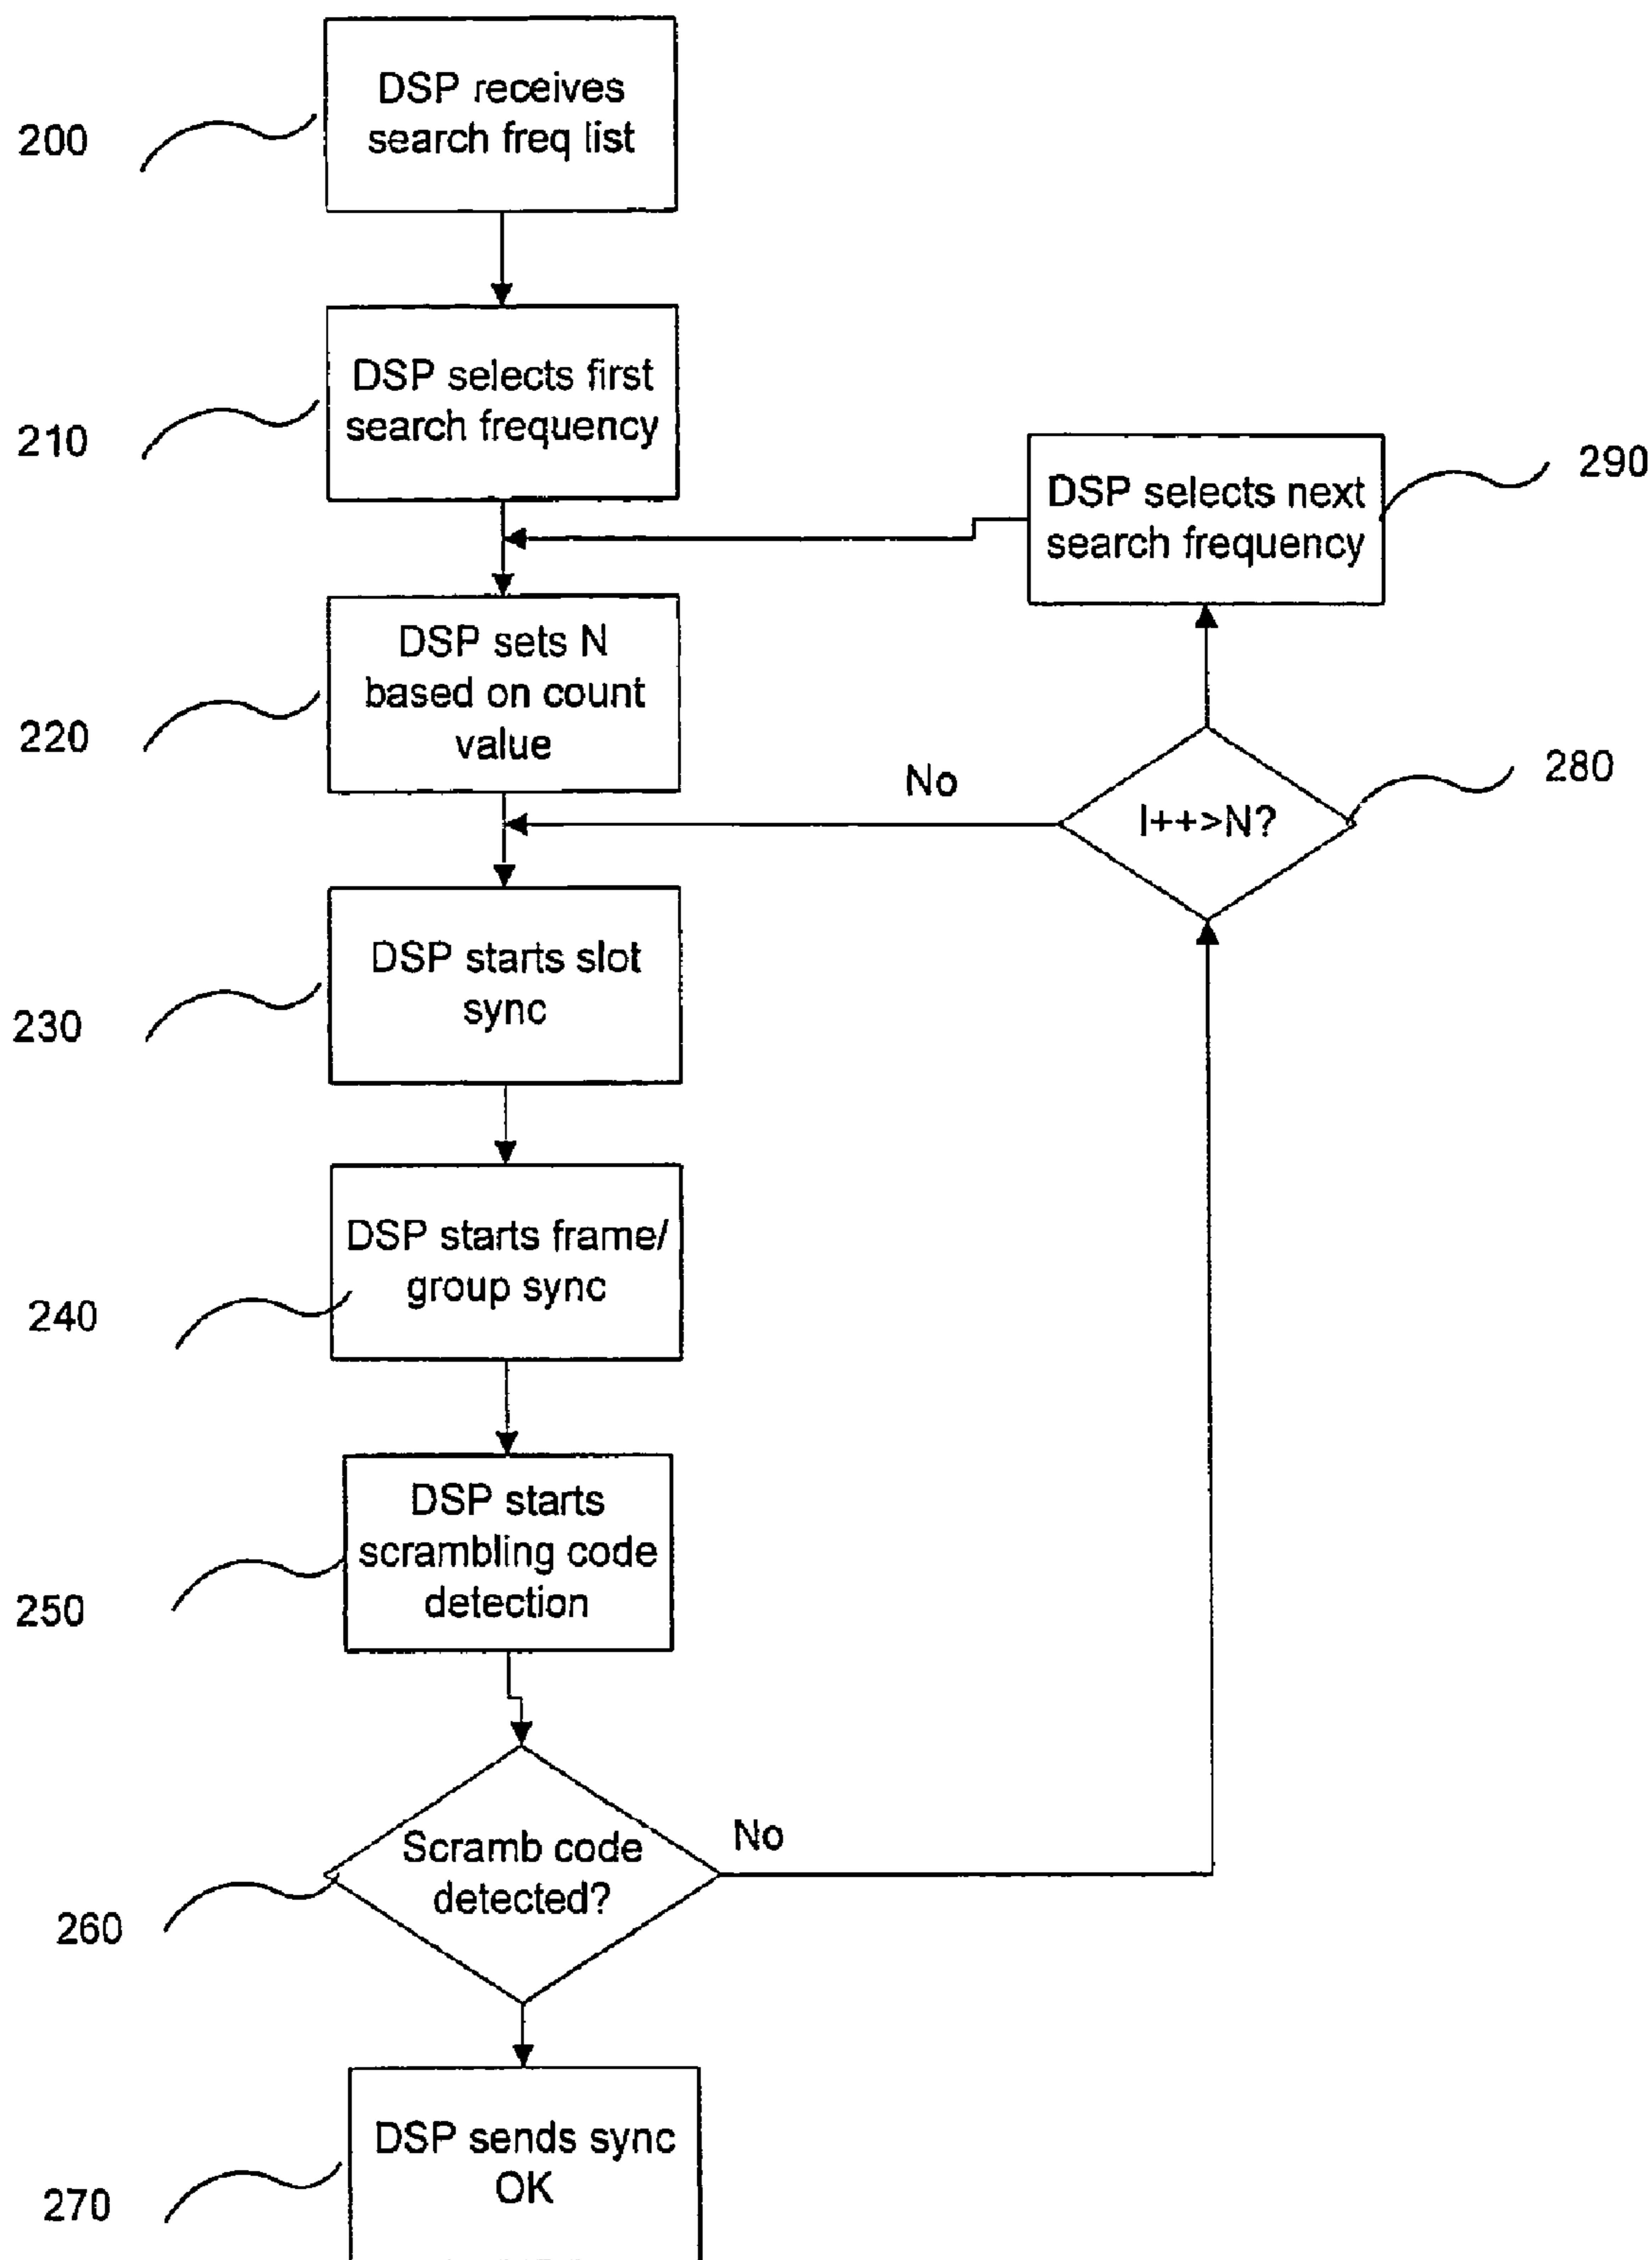 200
DSP receives
search freq list
210
DSP selects first
search frequency
290
DSP selects next
search frequency
220
DSP sets N
based on count
value
No
280
I++>N?
230
DSP starts slot
sync
240
DSP starts frame/
group sync
250
DSP starts
scrambling code
detection
260
Scramb code
detected?
No
270
DSP sends sync
OK